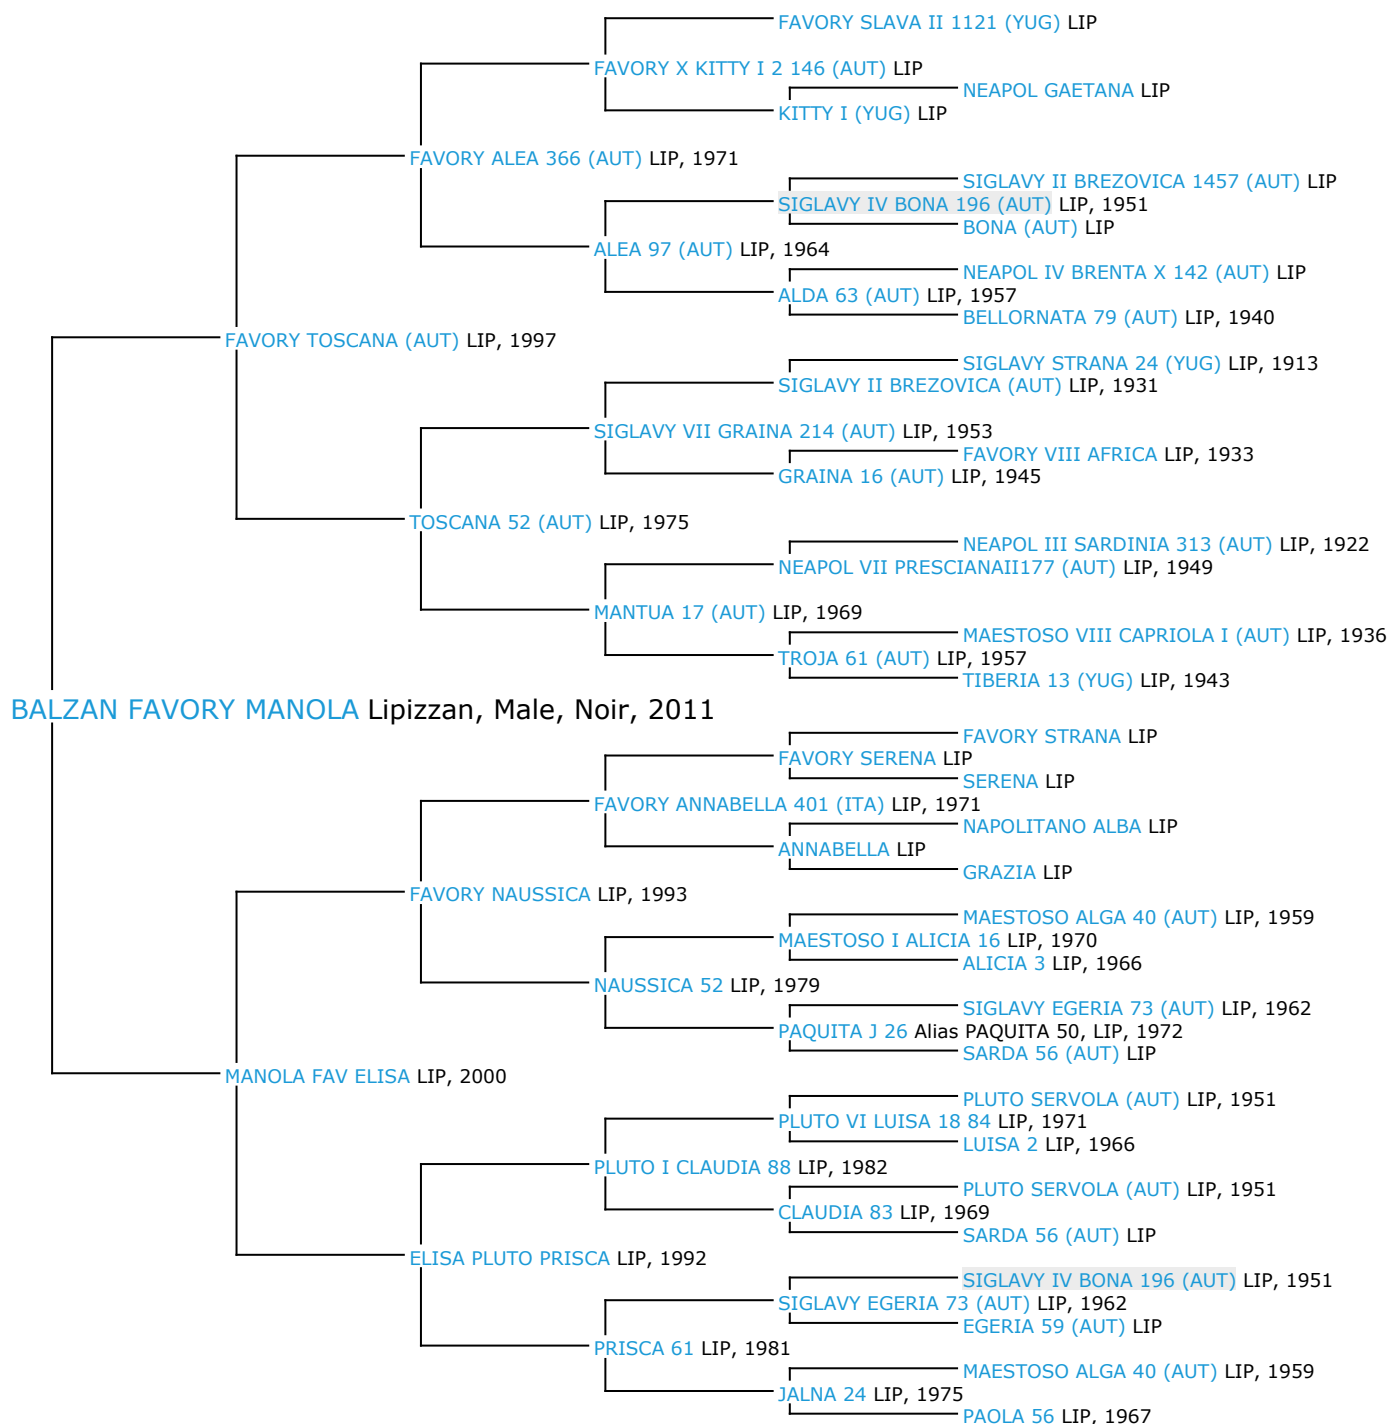 FAVORY SLAVA II 1121 (YUG) LIP
FAVORY X KITTY I 2 146 (AUT) LIP
NEAPOL GAETANA LIP
KITTY I (YUG) LIP
FAVORY ALEA 366 (AUT) LIP, 1971
SIGLAVY II BREZOVICA 1457 (AUT) LIP
SIGLAVY IV BONA 196 (AUT) LIP, 1951
BONA (AUT) LIP
ALEA 97 (AUT) LIP, 1964
NEAPOL IV BRENTA X 142 (AUT) LIP
ALDA 63 (AUT) LIP, 1957
BELLORNATA 79 (AUT) LIP, 1940
FAVORY TOSCANA (AUT) LIP, 1997
SIGLAVY STRANA 24 (YUG) LIP, 1913
SIGLAVY II BREZOVICA (AUT) LIP, 1931
SIGLAVY VII GRAINA 214 (AUT) LIP, 1953
FAVORY VIII AFRICA LIP, 1933
GRAINA 16 (AUT) LIP, 1945
TOSCANA 52 (AUT) LIP, 1975
NEAPOL III SARDINIA 313 (AUT) LIP, 1922
NEAPOL VII PRESCIANAII177 (AUT) LIP, 1949
MANTUA 17 (AUT) LIP, 1969
MAESTOSO VIII CAPRIOLA I (AUT) LIP, 1936
TROJA 61 (AUT) LIP, 1957
TIBERIA 13 (YUG) LIP, 1943
BALZAN FAVORY MANOLA Lipizzan, Male, Noir, 2011
FAVORY STRANA LIP
FAVORY SERENA LIP
SERENA LIP
FAVORY ANNABELLA 401 (ITA) LIP, 1971
NAPOLITANO ALBA LIP
ANNABELLA LIP
GRAZIA LIP
FAVORY NAUSSICA LIP, 1993
MAESTOSO ALGA 40 (AUT) LIP, 1959
MAESTOSO I ALICIA 16 LIP, 1970
ALICIA 3 LIP, 1966
NAUSSICA 52 LIP, 1979
SIGLAVY EGERIA 73 (AUT) LIP, 1962
PAQUITA J 26 Alias PAQUITA 50, LIP, 1972
SARDA 56 (AUT) LIP
MANOLA FAV ELISA LIP, 2000
PLUTO SERVOLA (AUT) LIP, 1951
PLUTO VI LUISA 18 84 LIP, 1971
LUISA 2 LIP, 1966
PLUTO I CLAUDIA 88 LIP, 1982
PLUTO SERVOLA (AUT) LIP, 1951
CLAUDIA 83 LIP, 1969
SARDA 56 (AUT) LIP
ELISA PLUTO PRISCA LIP, 1992
SIGLAVY IV BONA 196 (AUT) LIP, 1951
SIGLAVY EGERIA 73 (AUT) LIP, 1962
EGERIA 59 (AUT) LIP
PRISCA 61 LIP, 1981
MAESTOSO ALGA 40 (AUT) LIP, 1959
JALNA 24 LIP, 1975
PAOLA 56 LIP, 1967